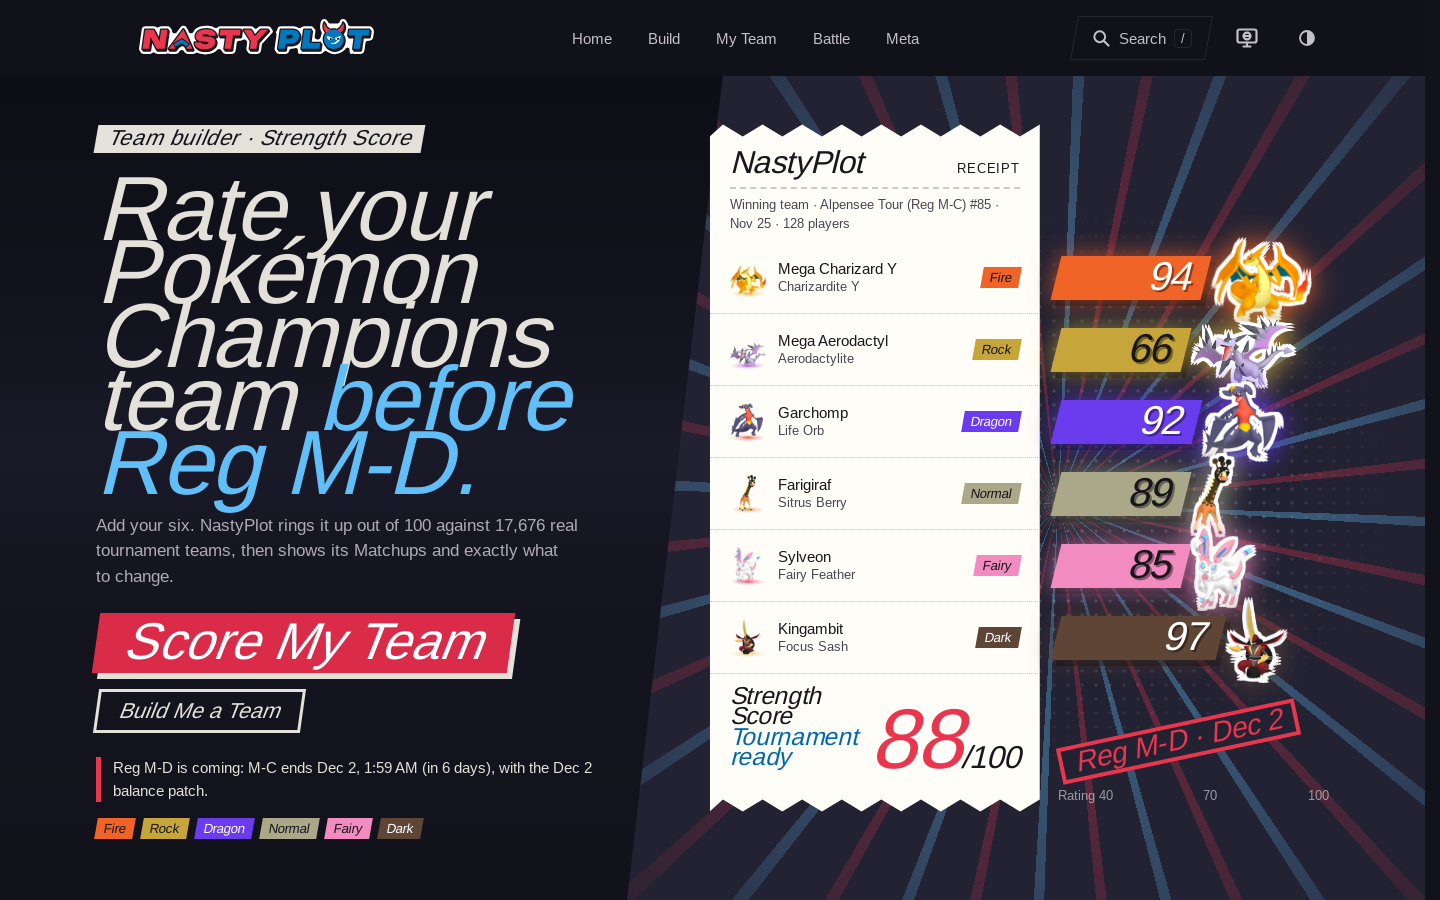 NASTY PLOT
Home
Build
My Team
Battle
Meta
Search /
Team builder · Strength Score
Rate your
Pokémon
Champions
team before
Reg M-D.
Add your six. NastyPlot rings it up out of 100 against 17,676 real
tournament teams, then shows its Matchups and exactly what
to change.
Score My Team
Build Me a Team
Reg M-D is coming: M-C ends Dec 2, 1:59 AM (in 6 days), with the Dec 2
balance patch.
Fire
Rock
Dragon
Normal
Fairy
Dark
NastyPlot
RECEIPT
Winning team · Alpensee Tour (Reg M-C) #85 ·
Nov 25 · 128 players
Mega Charizard Y
Charizardite Y
Fire
94
Mega Aerodactyl
Aerodactylite
Rock
66
Garchomp
Life Orb
Dragon
92
Farigiraf
Sitrus Berry
Normal
89
Sylveon
Fairy Feather
Fairy
85
Kingambit
Focus Sash
Dark
97
Strength
Score
Tournament
ready
88/100
Reg M-D · Dec 2
Rating 40
70
100